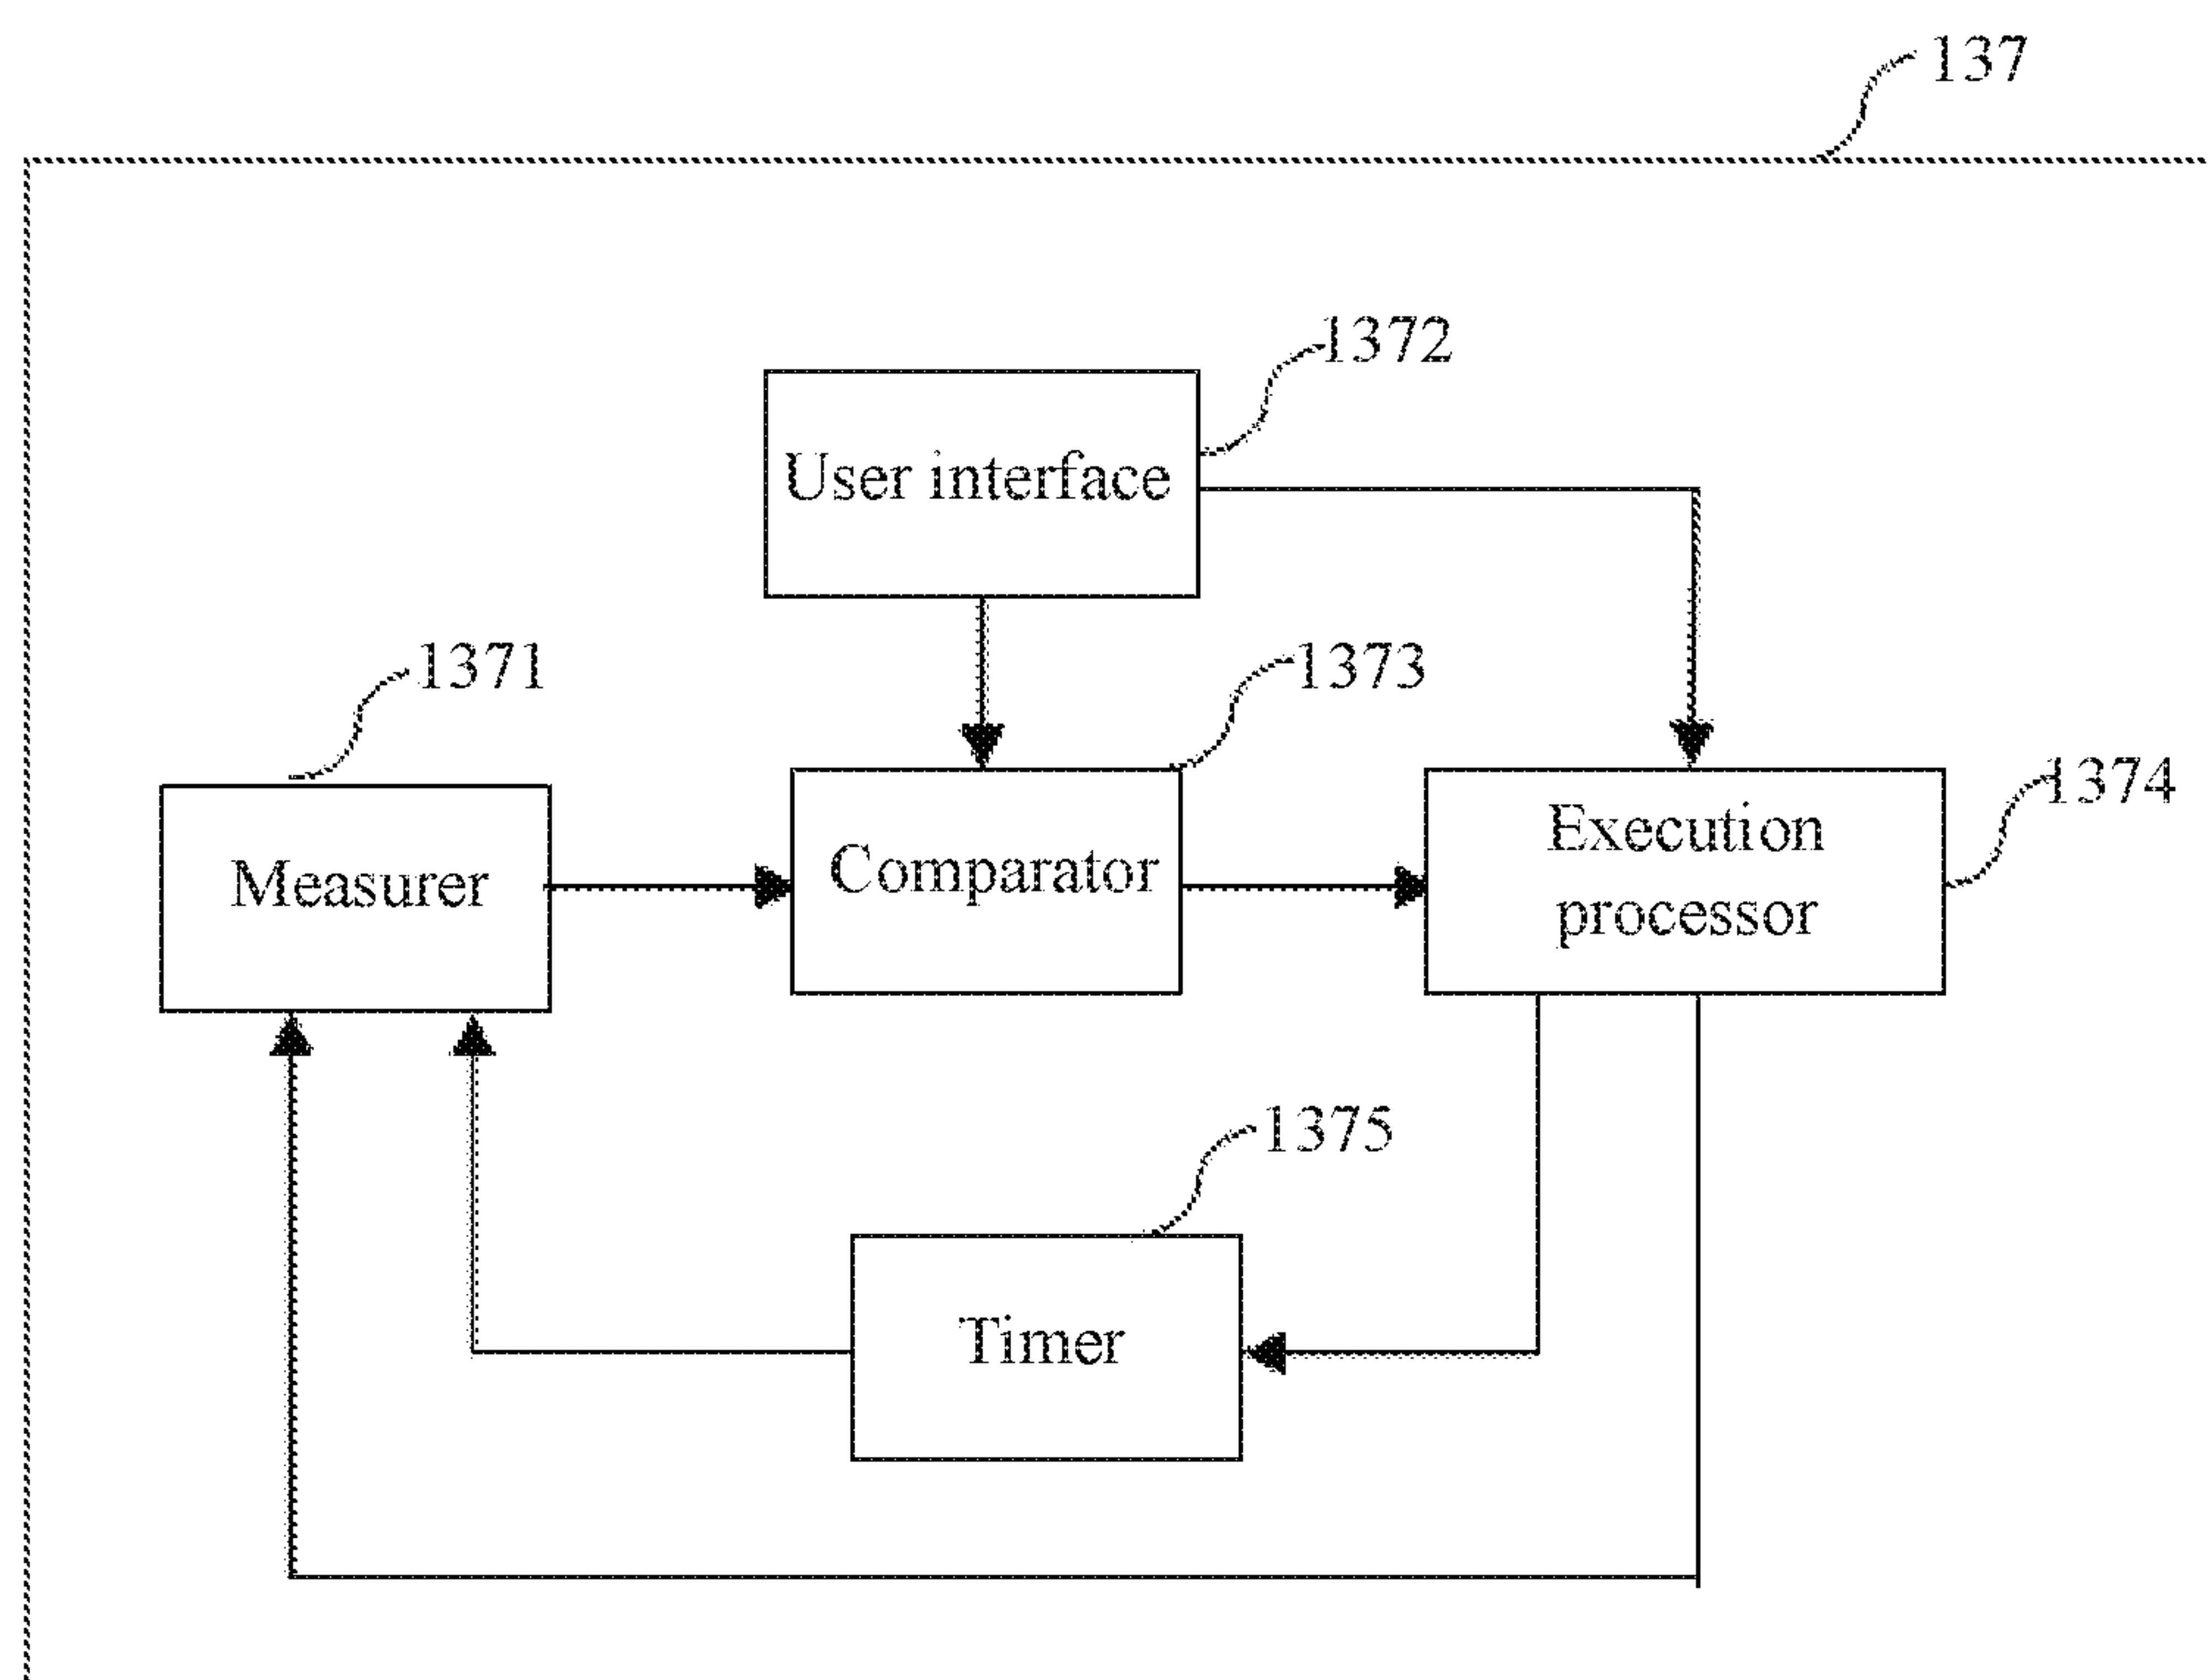 137
1372
User interface
1371
1373
1374
Measurer
Comparator
Execution
processor
1375
Timer